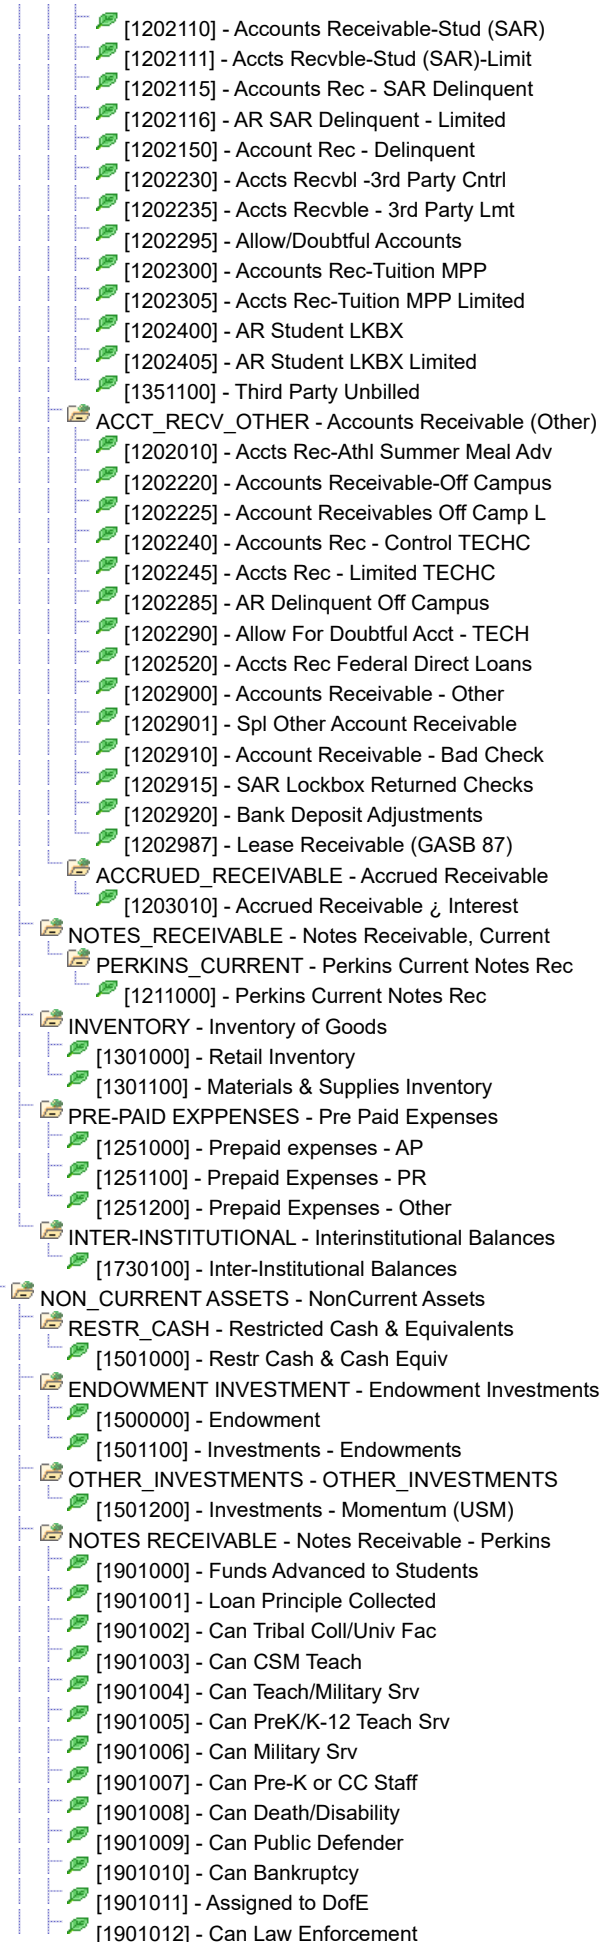 [1202110] - Accounts Receivable-Stud (SAR)
[1202111] - Accts Recvble-Stud (SAR)-Limit
[1202115] - Accounts Rec - SAR Delinquent
[1202116] - AR SAR Delinquent - Limited
[1202150] - Account Rec - Delinquent
[1202230] - Accts Recvbl -3rd Party Cntrl
[1202235] - Accts Recvble - 3rd Party Lmt
[1202295] - Allow/Doubtful Accounts
[1202300] - Accounts Rec-Tuition MPP
[1202305] - Accts Rec-Tuition MPP Limited
[1202400] - AR Student LKBX
[1202405] - AR Student LKBX Limited
[1351100] - Third Party Unbilled
ACCT_RECV_OTHER - Accounts Receivable (Other)
[1202010] - Accts Rec-Athl Summer Meal Adv
[1202220] - Accounts Receivable-Off Campus
[1202225] - Account Receivables Off Camp L
[1202240] - Accounts Rec - Control TECHC
[1202245] - Accts Rec - Limited TECHC
[1202285] - AR Delinquent Off Campus
[1202290] - Allow For Doubtful Acct - TECH
[1202520] - Accts Rec Federal Direct Loans
[1202900] - Accounts Receivable - Other
[1202901] - Spl Other Account Receivable
[1202910] - Account Receivable - Bad Check
[1202915] - SAR Lockbox Returned Checks
[1202920] - Bank Deposit Adjustments
[1202987] - Lease Receivable (GASB 87)
ACCRUED_RECEIVABLE - Accrued Receivable
[1203010] - Accrued Receivable ¿ Interest
NOTES_RECEIVABLE - Notes Receivable, Current
PERKINS_CURRENT - Perkins Current Notes Rec
[1211000] - Perkins Current Notes Rec
INVENTORY - Inventory of Goods
[1301000] - Retail Inventory
[1301100] - Materials & Supplies Inventory
PRE-PAID EXPPENSES - Pre Paid Expenses
[1251000] - Prepaid expenses - AP
[1251100] - Prepaid Expenses - PR
[1251200] - Prepaid Expenses - Other
INTER-INSTITUTIONAL - Interinstitutional Balances
[1730100] - Inter-Institutional Balances
NON_CURRENT ASSETS - NonCurrent Assets
RESTR_CASH - Restricted Cash & Equivalents
[1501000] - Restr Cash & Cash Equiv
ENDOWMENT INVESTMENT - Endowment Investments
[1500000] - Endowment
[1501100] - Investments - Endowments
OTHER_INVESTMENTS - OTHER_INVESTMENTS
[1501200] - Investments - Momentum (USM)
NOTES RECEIVABLE - Notes Receivable - Perkins
[1901000] - Funds Advanced to Students
[1901001] - Loan Principle Collected
[1901002] - Can Tribal Coll/Univ Fac
[1901003] - Can CSM Teach
[1901004] - Can Teach/Military Srv
[1901005] - Can PreK/K-12 Teach Srv
[1901006] - Can Military Srv
[1901007] - Can Pre-K or CC Staff
[1901008] - Can Death/Disability
[1901009] - Can Public Defender
[1901010] - Can Bankruptcy
[1901011] - Assigned to DofE
[1901012] - Can Law Enforcement